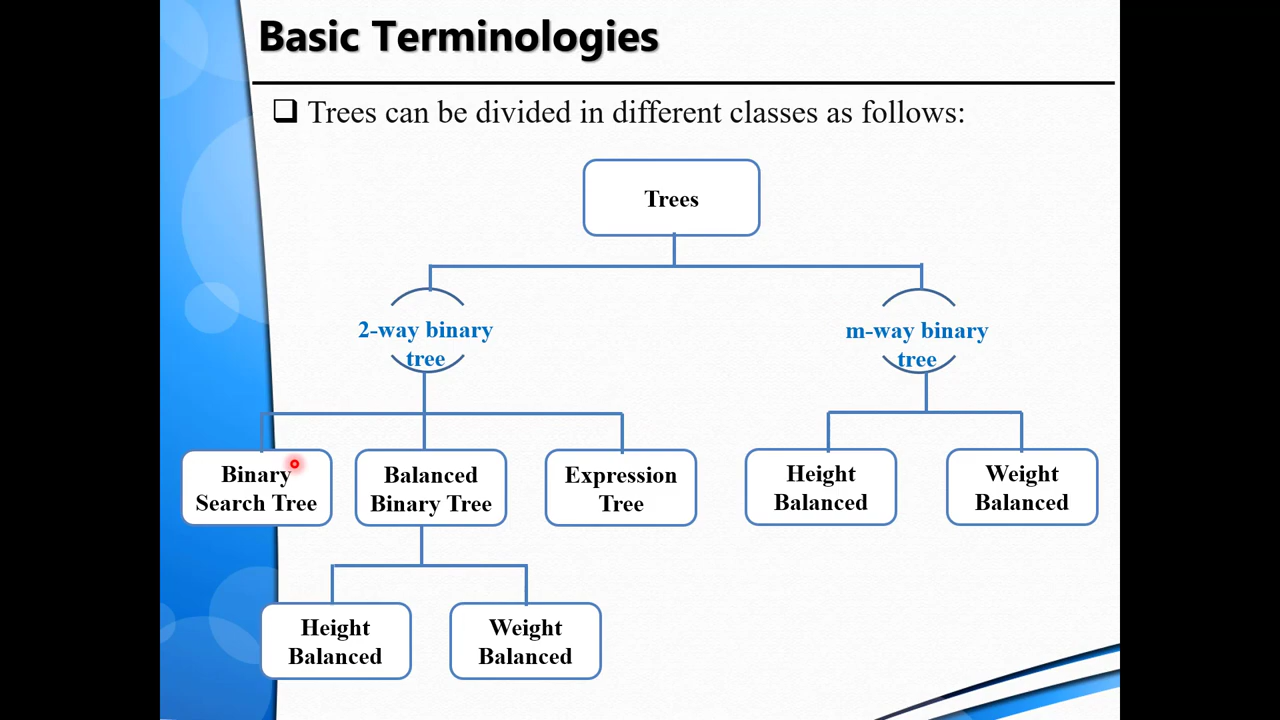 Basic Terminologies
❑ Trees can be divided in different classes as follows:
Trees
2-way binary
tree
m-way binary
tree
Binary
Search Tree
Balanced
Binary Tree
Expression
Tree
Height
Balanced
Weight
Balanced
Height
Balanced
Weight
Balanced